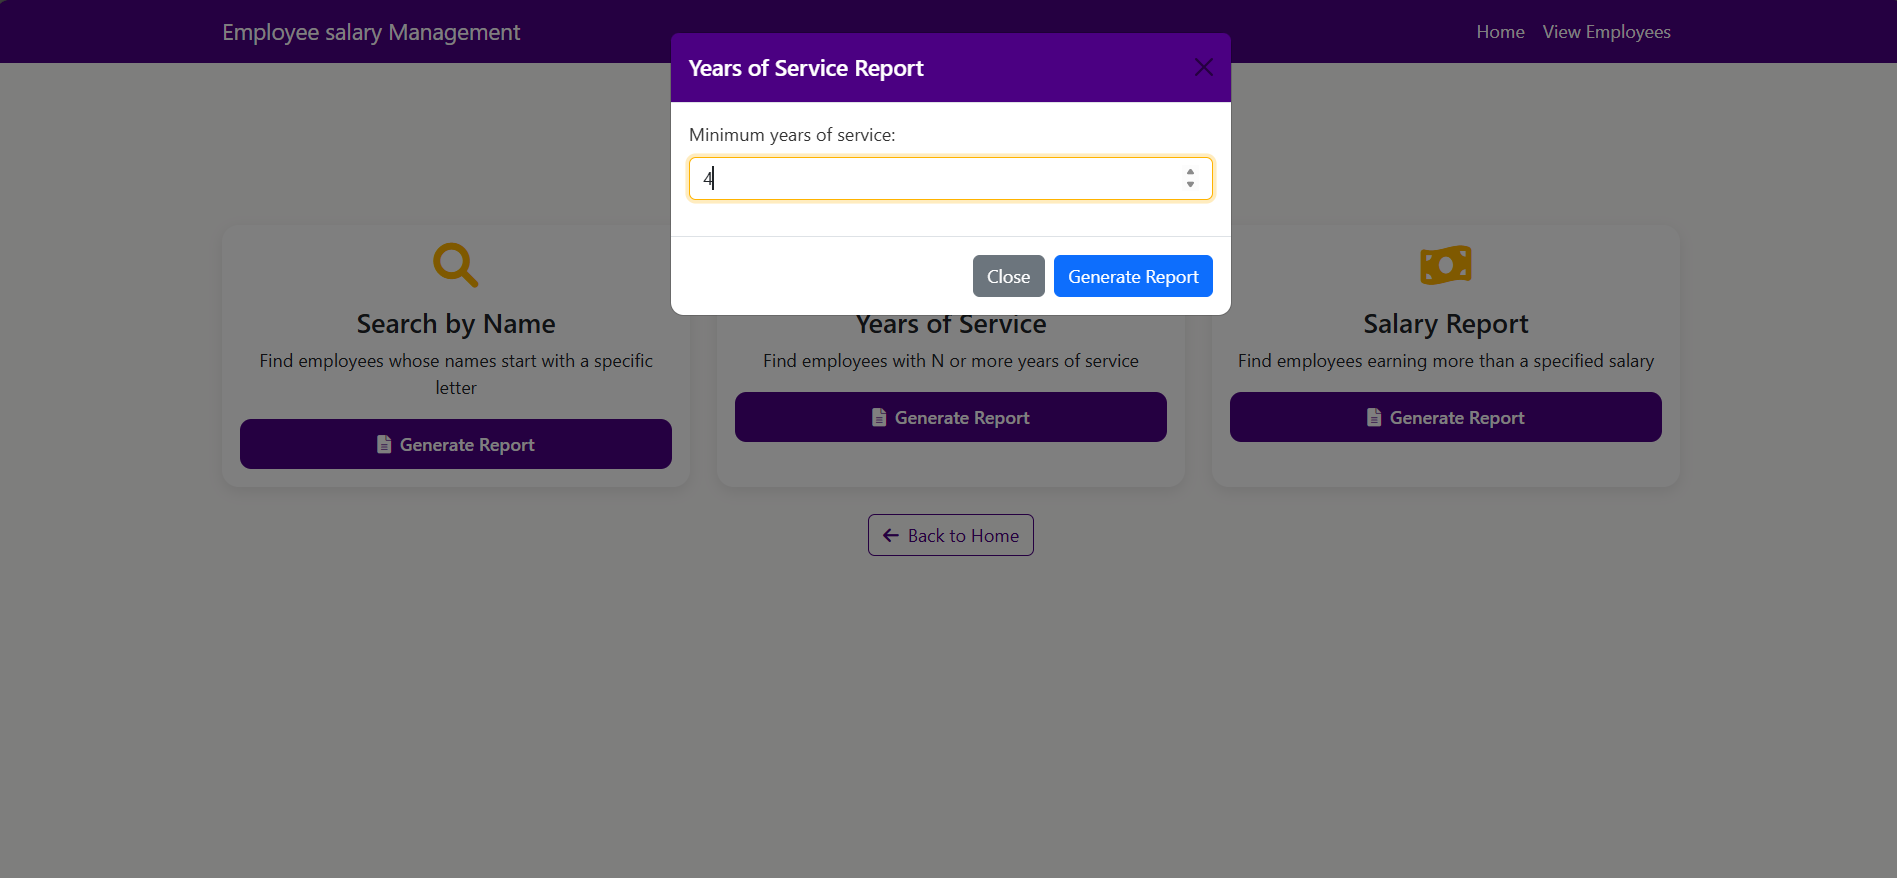 Employee salary Management
Home
View Employees
Years of Service Report
Minimum years of service:
4
Close
Generate Report
Search by Name
Find employees whose names start with a specific
letter
Generate Report
Years of Service
Find employees with N or more years of service
Generate Report
Salary Report
Find employees earning more than a specified salary
Generate Report
Back to Home